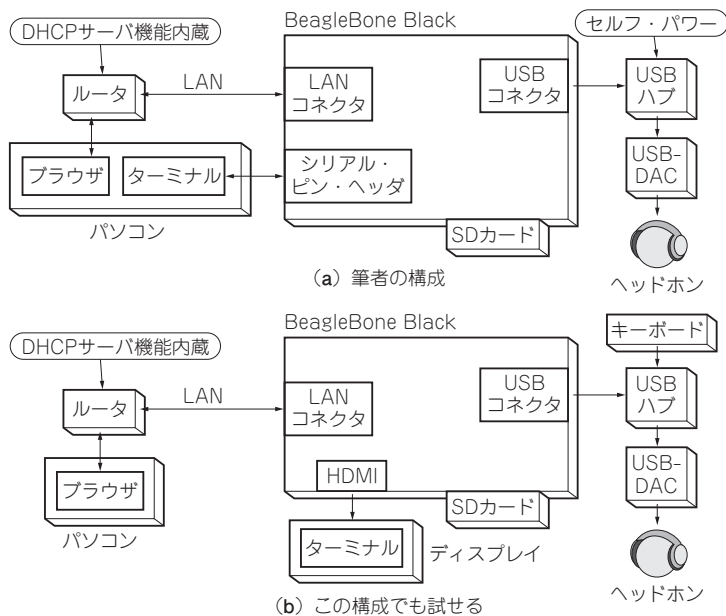 DHCPサーバ機能内蔵
BeagleBone Black
セルフ・パワー
ルータ
LAN
LAN
コネクタ
USB
コネクタ
USB
ハブ
ブラウザ
ターミナル
シリアル・
ピン・ヘッダ
USB-
DAC
パソコン
SDカード
ヘッドホン
(a) 筆者の構成
BeagleBone Black
キーボード
DHCPサーバ機能内蔵
ルータ
LAN
LAN
コネクタ
USB
コネクタ
USB
ハブ
ブラウザ
HDMI
USB-
DAC
パソコン
SDカード
ターミナル
ディスプレイ
ヘッドホン
(b) この構成でも試せる